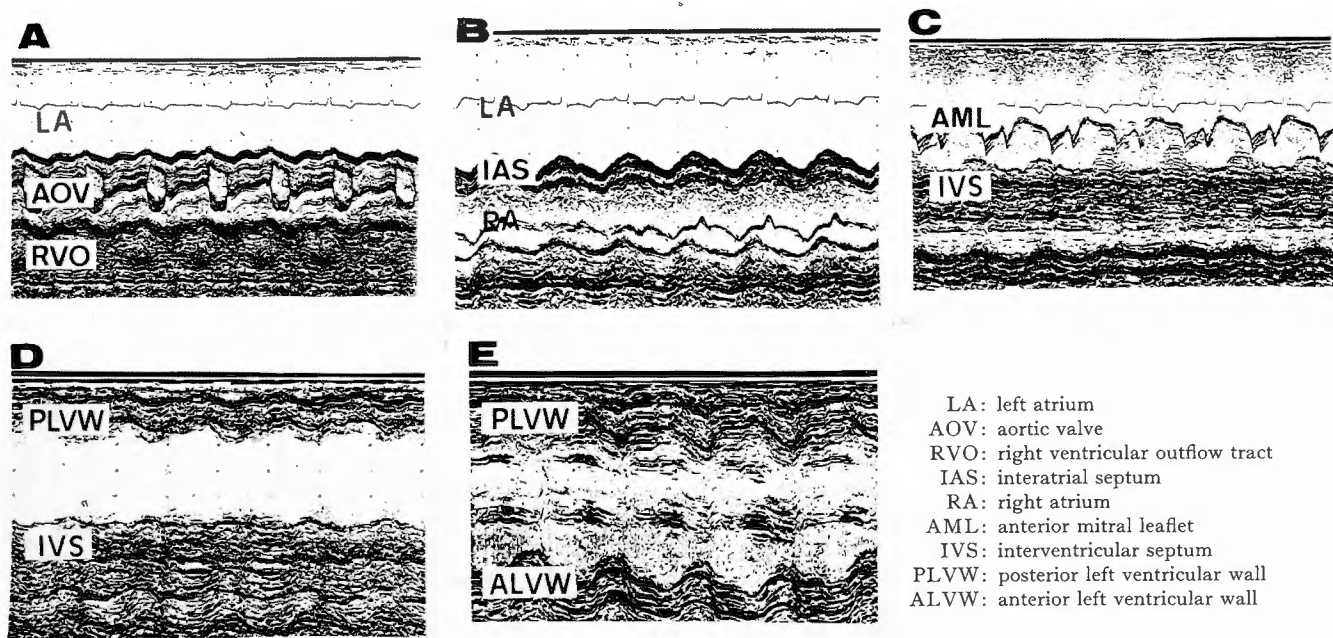 A
LA
AOV
RVO
B
LA
IAS
RA
C
AML
IVS
D
PLVW
IVS
E
PLVW
ALVW
LA: left atrium
AOV: aortic valve
RVO: right ventricular outflow tract
IAS: interatrial septum
RA: right atrium
AML: anterior mitral leaflet
IVS: interventricular septum
PLVW: posterior left ventricular wall
ALVW: anterior left ventricular wall